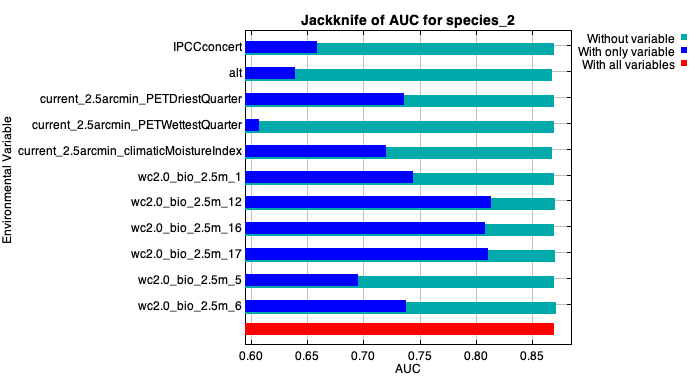 Jackknife of AUC for species_2
Without variable
With only variable
With all variables
Environmental Variable
IPCCconcert
alt
current_2.5arcmin_PETDriestQuarter
current_2.5arcmin_PETWettestQuarter
current_2.5arcmin_climaticMoistureIndex
wc2.0_bio_2.5m_1
wc2.0_bio_2.5m_12
wc2.0_bio_2.5m_16
wc2.0_bio_2.5m_17
wc2.0_bio_2.5m_5
wc2.0_bio_2.5m_6
0.60 0.65 0.70 0.75 0.80 0.85
AUC